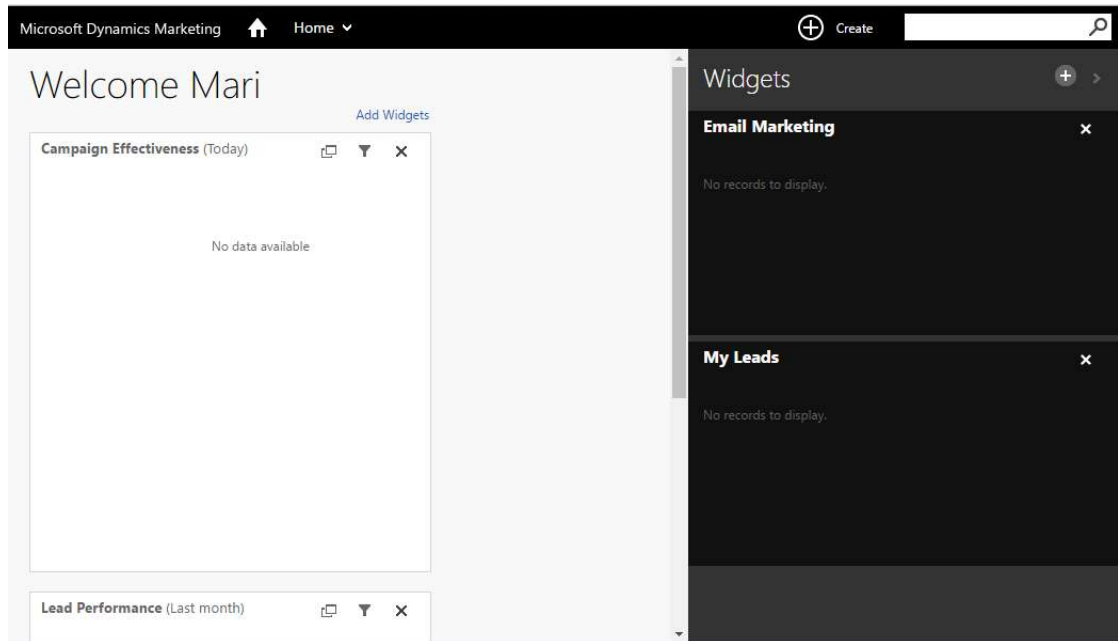 Microsoft Dynamics Marketing Home Create
Welcome Mari
Add Widgets
Campaign Effectiveness (Today)
No data available
Lead Performance (Last month)
Widgets
Email Marketing
No records to display.
My Leads
No records to display.